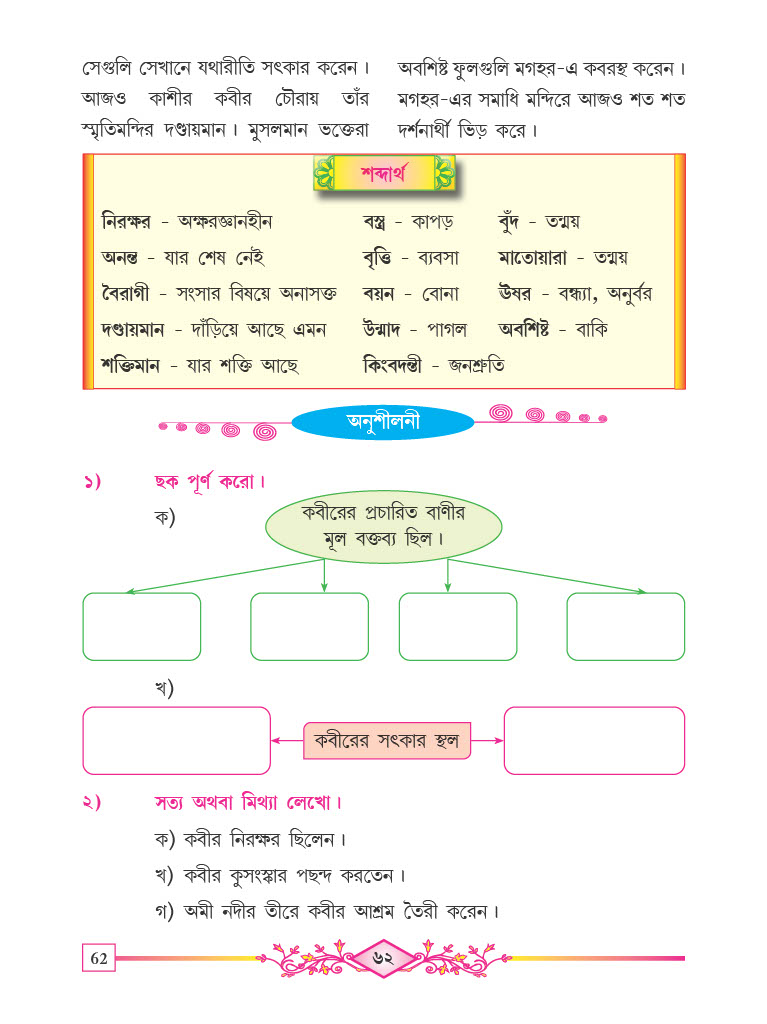 সেগুলি সেখানে যথারীতি সৎকার করেন।
আজও কাশীর কবীর চৌরায় তাঁর
স্মৃতিমন্দির দণ্ডায়মান। মুসলমান ভক্তেরা
অবশিষ্ট ফুলগুলি মগহর-এ কবরস্থ করেন।
মগহর-এর সমাধি মন্দিরে আজও শত শত
দর্শনার্থী ভিড় করে।
শব্দার্থ
নিরক্ষর - অক্ষরজ্ঞানহীন
বস্ত্র - কাপড়
বুঁদ - তন্ময়
অনন্ত - যার শেষ নেই
বৃত্তি - ব্যবসা
মাতোয়ারা - তন্ময়
বৈরাগী - সংসার বিষয়ে অনাসক্ত
বয়ন - বোনা
ঊষর - বন্ধ্যা, অনুর্বর
দণ্ডায়মান - দাঁড়িয়ে আছে এমন
উন্মাদ - পাগল
অবশিষ্ট - বাকি
শক্তিমান - যার শক্তি আছে
কিংবদন্তী - জনশ্রুতি
অনুশীলনী
১) ছক পূর্ণ করো।
ক)
কবীরের প্রচারিত বাণীর
মূল বক্তব্য ছিল।
খ)
কবীরের সৎকার স্থল
২) সত্য অথবা মিথ্যা লেখো।
ক) কবীর নিরক্ষর ছিলেন।
খ) কবীর কুসংস্কার পছন্দ করতেন।
গ) অমী নদীর তীরে কবীর আশ্রম তৈরী করেন।
62
৬২